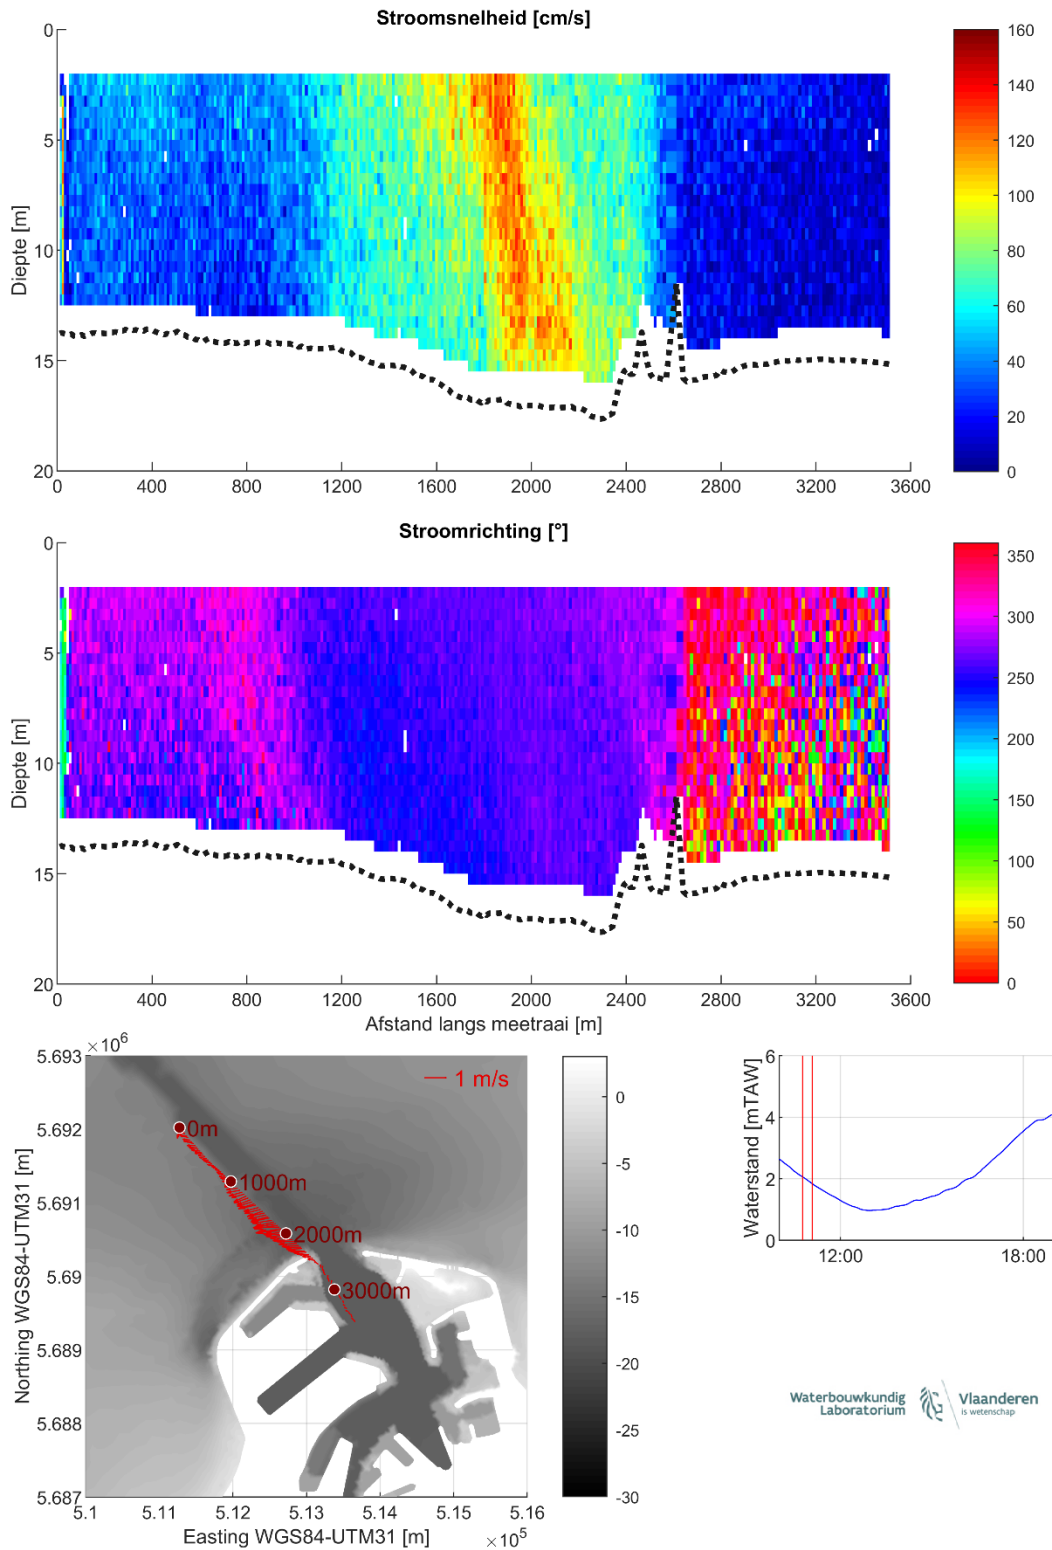 Stroomsnelheid [cm/s]
Diepte [m]
0
5
10
15
20
0 400 800 1200 1600 2000 2400 2800 3200 3600
160
140
120
100
80
60
40
20
0
Stroomrichting [°]
Diepte [m]
0
5
10
15
20
0 400 800 1200 1600 2000 2400 2800 3200 3600
Afstand langs meetraai [m]
350
300
250
200
150
100
50
0
×10⁶
Northing WGS84-UTM31 [m]
5.693
5.692
5.691
5.69
5.689
5.688
5.687
1 m/s
0m
1000m
2000m
3000m
5.1 5.11 5.12 5.13 5.14 5.15 5.16
Easting WGS84-UTM31 [m]
×10⁵
0
-5
-10
-15
-20
-25
-30
Waterstand [mTAW]
6
4
2
0
12:00 18:00
Waterbouwkundig
Laboratorium
Vlaanderen
is wetenschap